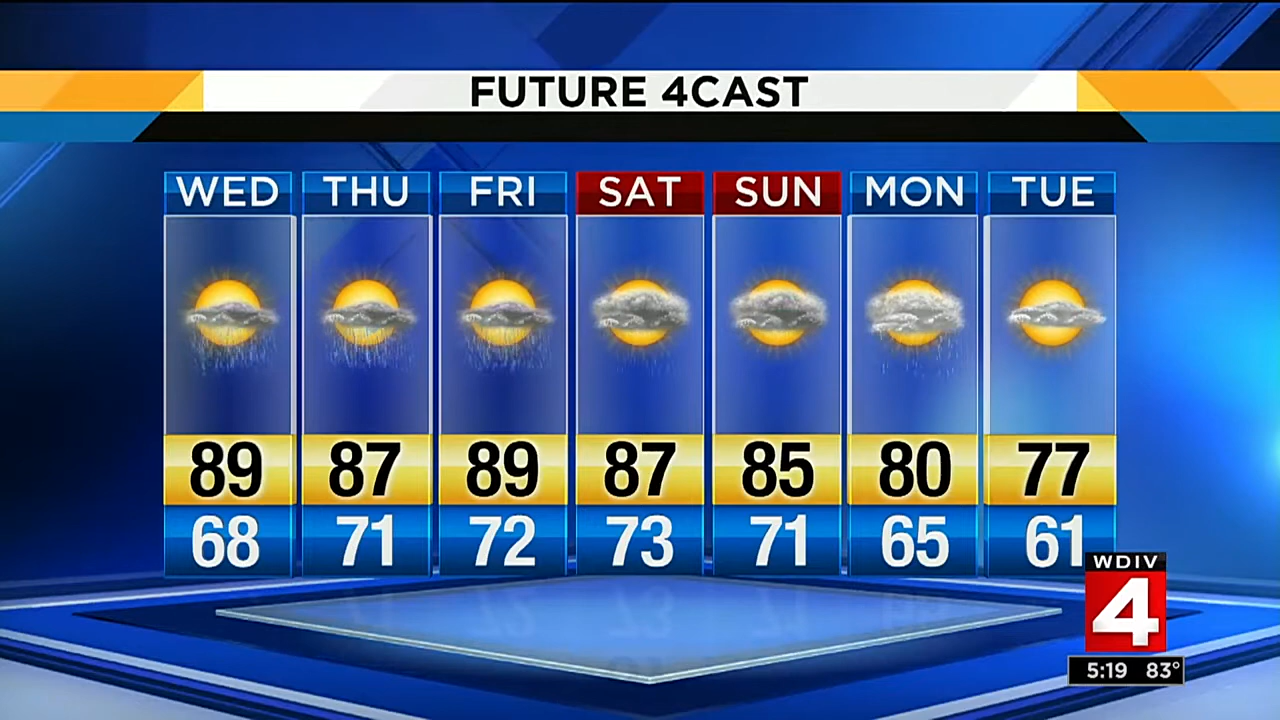 FUTURE 4CAST
WED THU FRI SAT SUN MON TUE
89 87 89 87 85 80 77
68 71 72 73 71 65 61
WDIV
4
5:19 83°